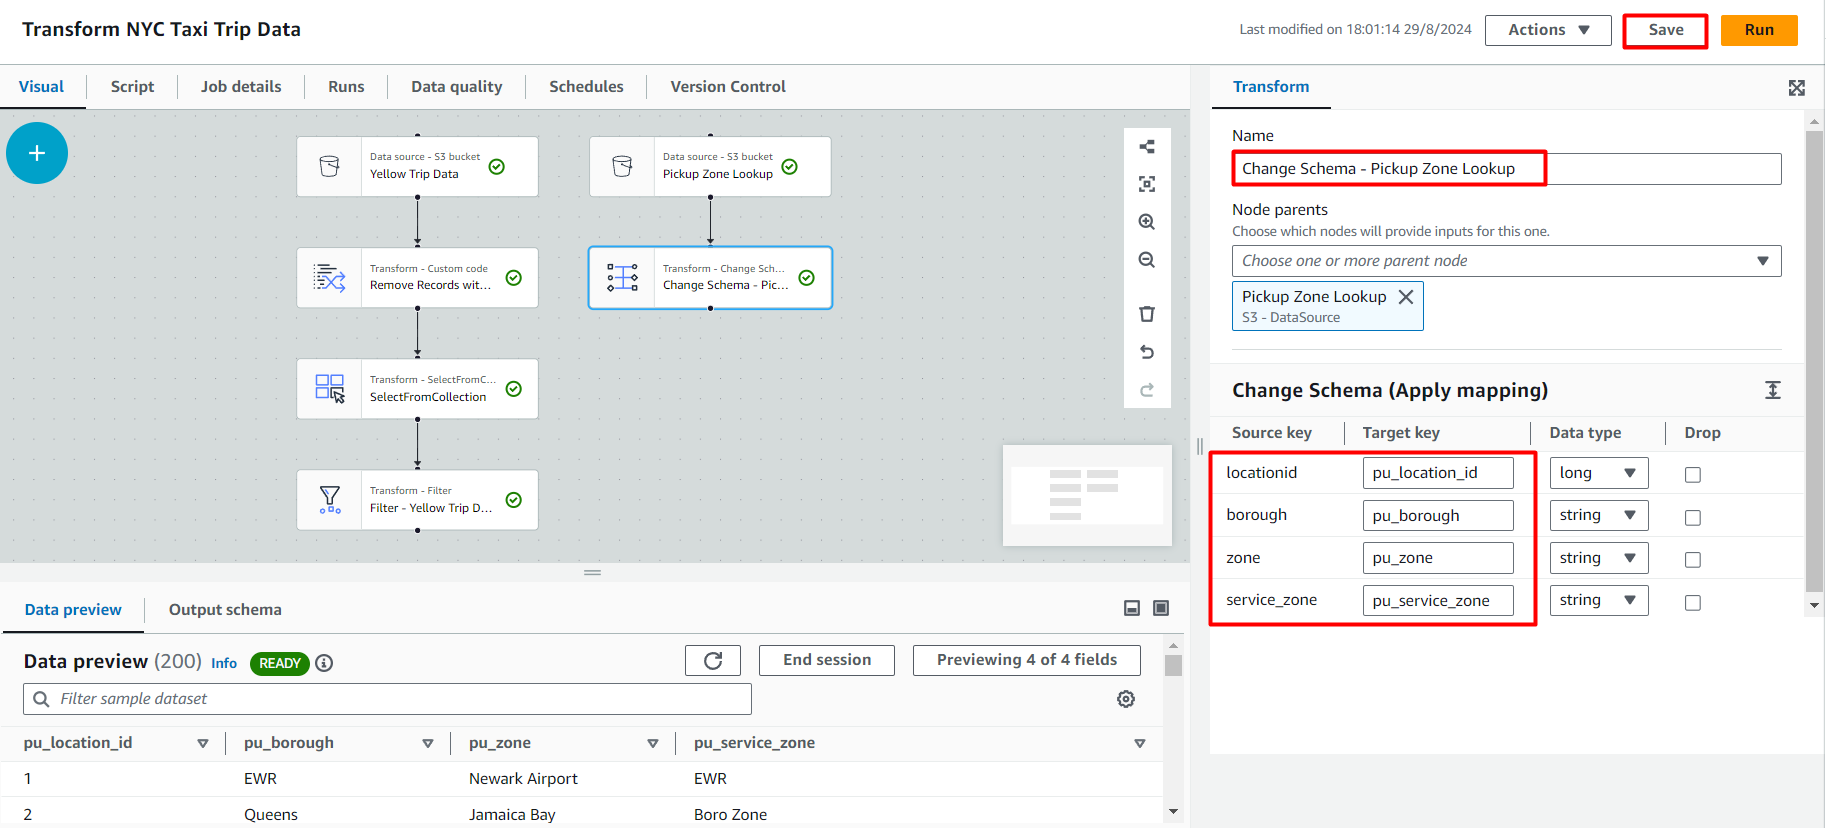 Transform NYC Taxi Trip Data
Last modified on 18:01:14 29/8/2024
Actions
Save
Run
Visual
Script
Job details
Runs
Data quality
Schedules
Version Control
Data source - S3 bucket
Yellow Trip Data
Data source - S3 bucket
Pickup Zone Lookup
Transform - Custom code
Remove Records wit...
Transform - Change Sch...
Change Schema - Pic...
Transform - SelectFromC...
SelectFromCollection
Transform - Filter
Filter - Yellow Trip D...
Transform
Name
Change Schema - Pickup Zone Lookup
Node parents
Choose which nodes will provide inputs for this one.
Choose one or more parent node
Pickup Zone Lookup
S3 - DataSource
Change Schema (Apply mapping)
Source key Target key Data type Drop
locationid pu_location_id long
borough pu_borough string
zone pu_zone string
service_zone pu_service_zone string
Data preview
Output schema
Data preview (200) Info READY
End session
Previewing 4 of 4 fields
Filter sample dataset
pu_location_id pu_borough pu_zone pu_service_zone
1 EWR Newark Airport EWR
2 Queens Jamaica Bay Boro Zone